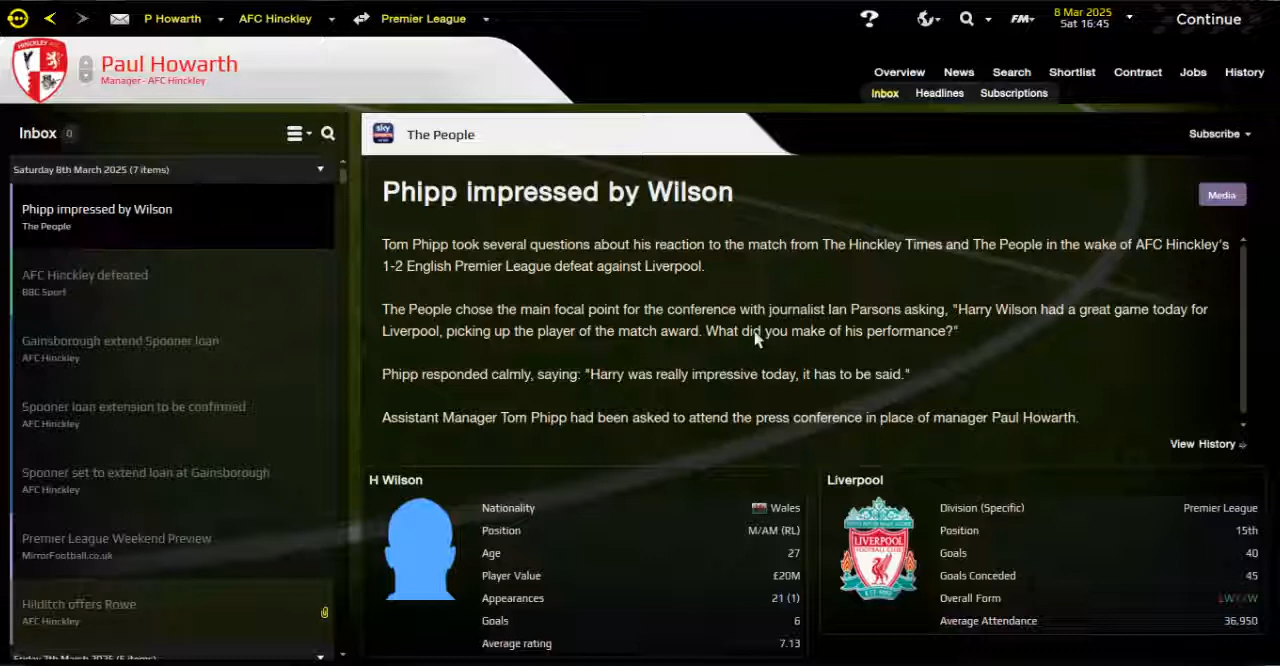 P Howarth AFC Hinckley Premier League
8 Mar 2025
Sat 16:45
FM
Continue
Paul Howarth
Manager - AFC Hinckley
Overview News Search Shortlist Contract Jobs History
Inbox Headlines Subscriptions
Inbox 0
Saturday 8th March 2025 (7 items)
Phipp impressed by Wilson
The People
AFC Hinckley defeated
BBC Sport
Gainsborough extend Spooner loan
AFC Hinckley
Spooner loan extension to be confirmed
AFC Hinckley
Spooner set to extend loan at Gainsborough
AFC Hinckley
Premier League Weekend Preview
MirrorFootball.co.uk
Hilditch offers Rowe
AFC Hinckley
Friday 7th March 2025 (5 items)
sky
The People
Subscribe
Phipp impressed by Wilson
Media
Tom Phipp took several questions about his reaction to the match from The Hinckley Times and The People in the wake of AFC Hinckley's
1-2 English Premier League defeat against Liverpool.
The People chose the main focal point for the conference with journalist Ian Parsons asking, "Harry Wilson had a great game today for
Liverpool, picking up the player of the match award. What did you make of his performance?"
Phipp responded calmly, saying: "Harry was really impressive today, it has to be said."
Assistant Manager Tom Phipp had been asked to attend the press conference in place of manager Paul Howarth.
View History
H Wilson
Nationality Wales
Position M/AM (RL)
Age 27
Player Value £20M
Appearances 21 (1)
Goals 6
Average rating 7.13
Liverpool
LIVERPOOL
Division (Specific) Premier League
Position 15th
Goals 40
Goals Conceded 45
Overall Form
Average Attendance 36,950